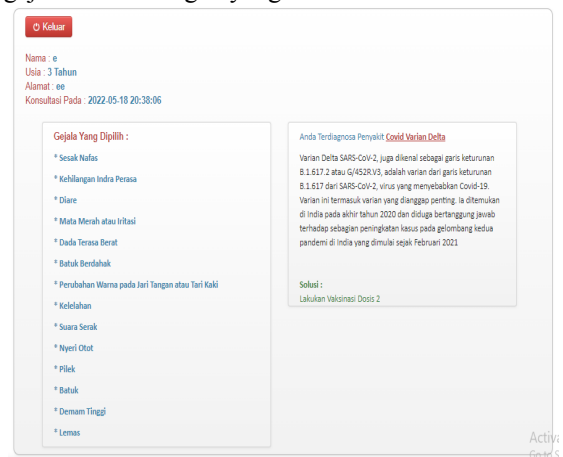 Keluar
Nama : e
Usia : 3 Tahun
Alamat : ee
Konsultasi Pada : 2022-05-18 20:38:06
Gejala Yang Dipilih :
* Sesak Nafas
* Kehilangan Indra Perasa
* Diare
* Mata Merah atau Iritasi
* Dada Terasa Berat
* Batuk Berdahak
* Perubahan Warna pada Jari Tangan atau Tari Kaki
* Kelelahan
* Suara Serak
* Nyeri Otot
* Pilek
* Batuk
* Demam Tinggi
* Lemas
Anda Terdiagnosa Penyakit Covid Varian Delta
Varian Delta SARS-CoV-2, juga dikenal sebagai garis keturunan
B.1.617.2 atau G/452R.V3, adalah varian dari garis keturunan
B.1.617 dari SARS-CoV-2, virus yang menyebabkan Covid-19.
Varian ini termasuk varian yang dianggap penting. Ia ditemukan
di India pada akhir tahun 2020 dan diduga bertanggung jawab
terhadap sebagian peningkatan kasus pada gelombang kedua
pandemi di India yang dimulai sejak Februari 2021
Solusi :
Lakukan Vaksinasi Dosis 2
Activa